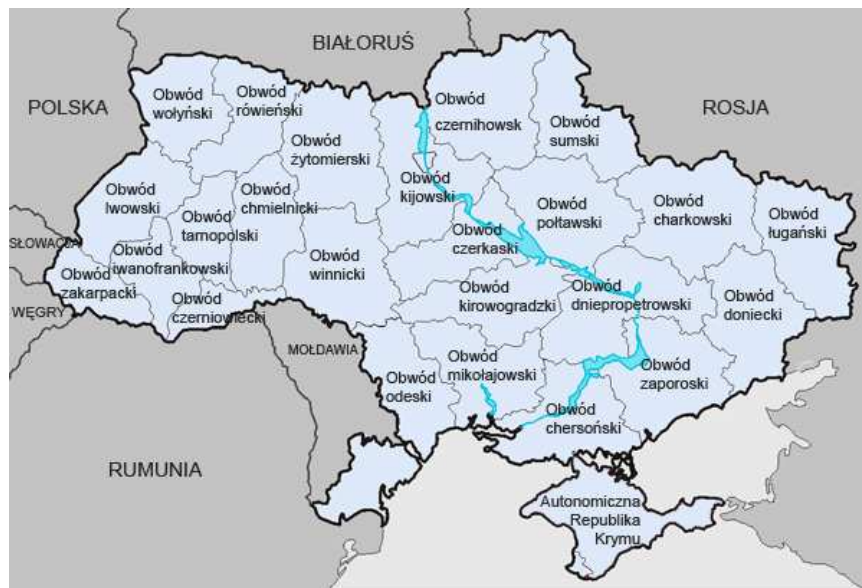 BIAŁORUŚ
POLSKA
ROSJA
Obwód
wołyński
Obwód
rówieński
Obwód
żytomierski
Obwód
czernihowsk
Obwód
sumski
Obwód
kijowski
Obwód
lwowski
Obwód
tarnopolski
Obwód
chmielnicki
Obwód
winnicki
Obwód
czerkaski
Obwód
połtawski
Obwód
charkowski
Obwód
ługański
SŁOWACJA
Obwód
iwanofrankowski
Obwód
zakarpacki
Obwód
czerniowiecki
Obwód
kirowogradzki
Obwód
dniepropetrowski
Obwód
doniecki
WĘGRY
MOŁDAWIA
Obwód
odeski
Obwód
mikołajowski
Obwód
zaporoski
Obwód
chersoński
RUMUNIA
Autonomiczna
Republika
Krymu